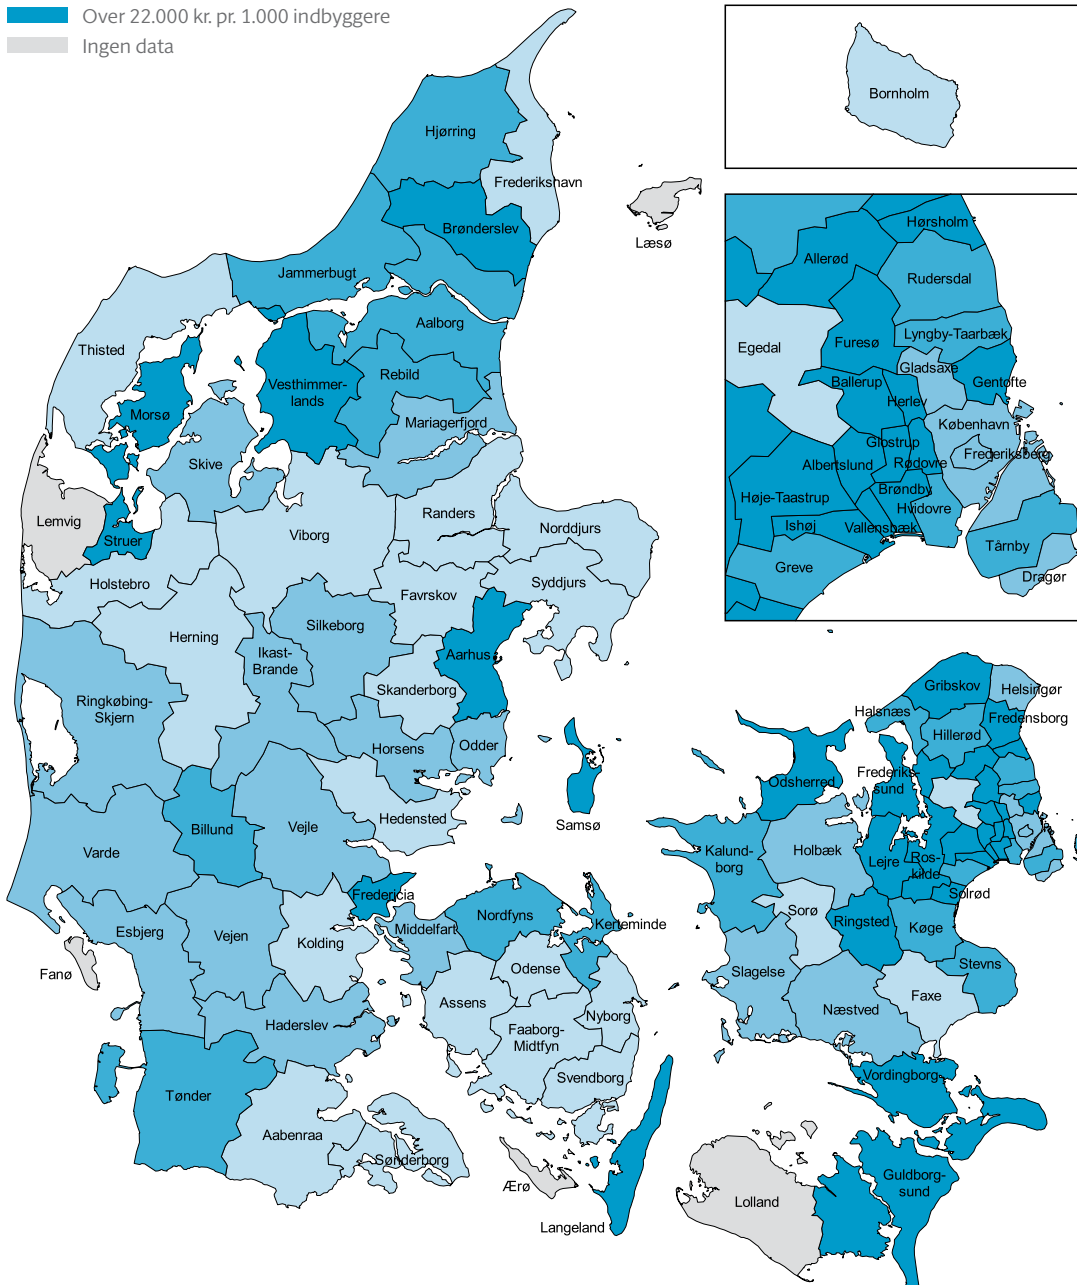 Over 22.000 kr. pr. 1.000 indbyggere
Ingen data
Bornholm
Hjørring
Frederikshavn
Brønderslev
Læsø
Jammerbugt
Aalborg
Thisted
Rebild
Vesthimmer-
lands
Morsø
Mariagerfjord
Skive
Lemvig
Struer
Randers
Viborg
Norddjurs
Holstebro
Favrskov
Syddjurs
Silkeborg
Herning
Ikast-
Brande
Aarhus
Skanderborg
Ringkøbing-
Skjern
Horsens
Odder
Hedensted
Samsø
Billund
Vejle
Varde
Fredericia
Esbjerg
Vejen
Kolding
Middelfart
Nordfyns
Kerteminde
Fanø
Odense
Assens
Nyborg
Haderslev
Faaborg-
Midtfyn
Svendborg
Tønder
Aabenraa
Sønderborg
Ærø
Langeland
Hørsholm
Allerød
Rudersdal
Egedal
Furesø
Lyngby-Taarbæk
Gladsaxe
Ballerup
Gentofte
Herlev
København
Glostrup
Frederiksberg
Albertslund
Rødovre
Høje-Taastrup
Brøndby
Hvidovre
Ishøj
Vallensbæk
Tårnby
Greve
Dragør
Gribskov
Helsingør
Halsnæs
Fredensborg
Hillerød
Odsherred
Frederiks-
sund
Kalund-
borg
Holbæk
Lejre
Ros-
kilde
Solrød
Sorø
Ringsted
Køge
Slagelse
Stevns
Næstved
Faxe
Vordingborg
Guldborg-
sund
Lolland